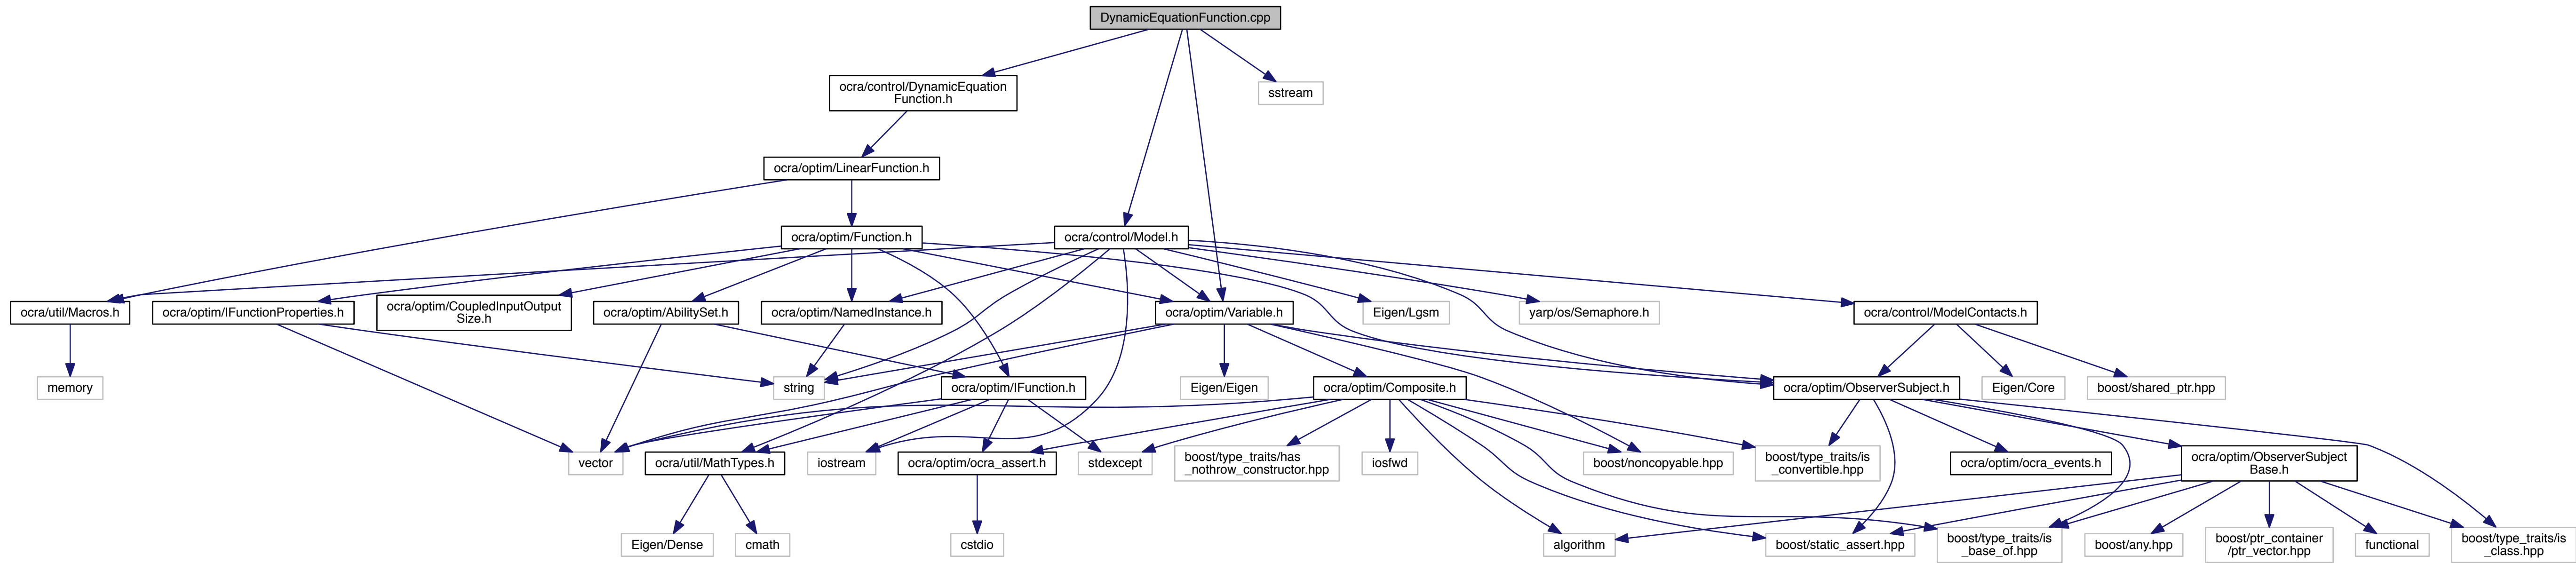 DynamicEquationFunction.cpp
ocra/control/DynamicEquation
Function.h
sstream
ocra/optim/LinearFunction.h
ocra/optim/Function.h
ocra/control/Model.h
ocra/util/Macros.h
ocra/optim/IFunctionProperties.h
ocra/optim/CoupledInputOutput
Size.h
ocra/optim/AbilitySet.h
ocra/optim/NamedInstance.h
ocra/optim/Variable.h
Eigen/Lgsm
yarp/os/Semaphore.h
ocra/control/ModelContacts.h
memory
string
ocra/optim/IFunction.h
Eigen/Eigen
ocra/optim/Composite.h
ocra/optim/ObserverSubject.h
Eigen/Core
boost/shared_ptr.hpp
vector
ocra/util/MathTypes.h
iostream
ocra/optim/ocra_assert.h
stdexcept
boost/type_traits/has
_nothrow_constructor.hpp
iosfwd
boost/noncopyable.hpp
boost/type_traits/is
_convertible.hpp
ocra/optim/ocra_events.h
ocra/optim/ObserverSubject
Base.h
Eigen/Dense
cmath
cstdio
algorithm
boost/static_assert.hpp
boost/type_traits/is
_base_of.hpp
boost/any.hpp
boost/ptr_container
/ptr_vector.hpp
functional
boost/type_traits/is
_class.hpp